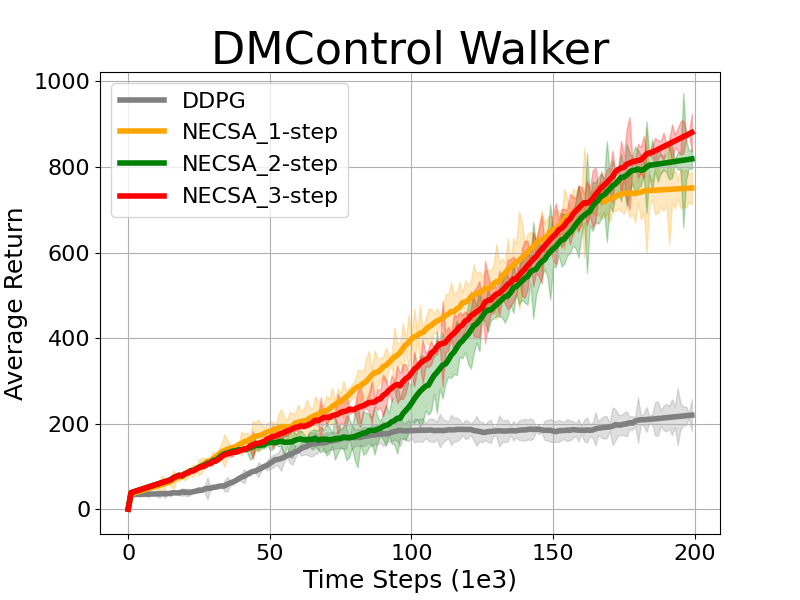 DMControl Walker
1000
800
600
400
200
0
Average Return
DDPG
NECSA_1-step
NECSA_2-step
NECSA_3-step
0
50
100
150
200
Time Steps (1e3)